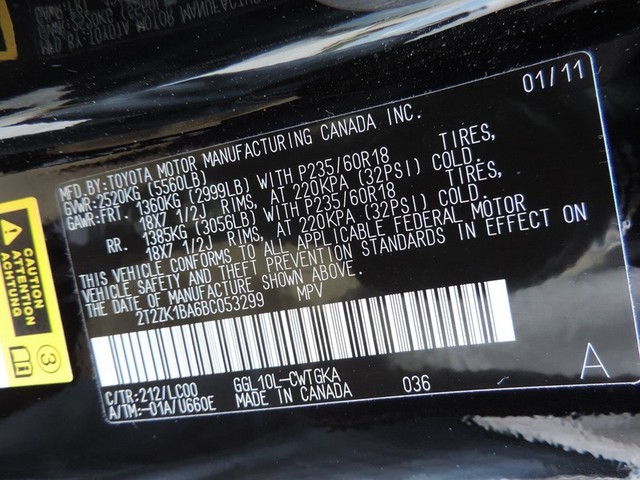 01/11
MFD.BY:TOYOTA MOTOR MANUFACTURING CANADA INC.
GVWR:2520KG (5560LB)
GAWR:FRT. 1360KG (2999LB) WITH P235/60R18 TIRES,
18X7 1/2J RIMS, AT 220KPA (32PSI) COLD.
RR. 1385KG (3056LB) WITH P235/60R18 TIRES,
18X7 1/2J RIMS, AT 220KPA (32PSI) COLD.
THIS VEHICLE CONFORMS TO ALL APPLICABLE FEDERAL MOTOR
VEHICLE SAFETY AND THEFT PREVENTION STANDARDS IN EFFECT ON
THE DATE OF MANUFACTURE SHOWN ABOVE.
2T2ZK1BA6BC053299 MPV
C/TR:212/LC00 GGL10L-CWTGKA
A/TM:-01A/U660E MADE IN CANADA 036
A
CAUTION
ATTENTION
ACHTUNG
3